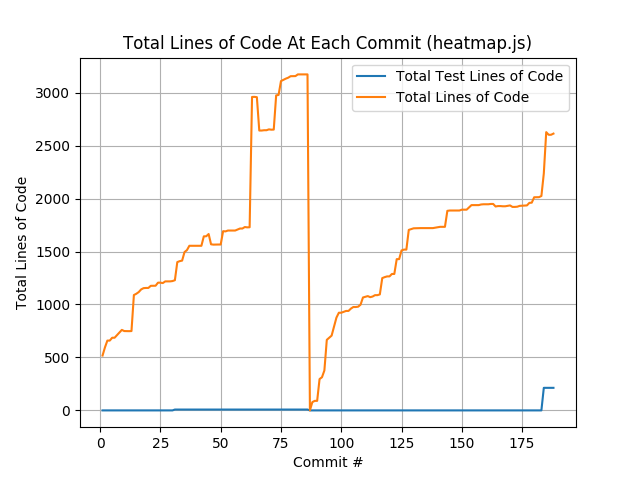 Total Lines of Code At Each Commit (heatmap.js)
Total Test Lines of Code
Total Lines of Code
Total Lines of Code
3000
2500
2000
1500
1000
500
0
0 25 50 75 100 125 150 175
Commit #